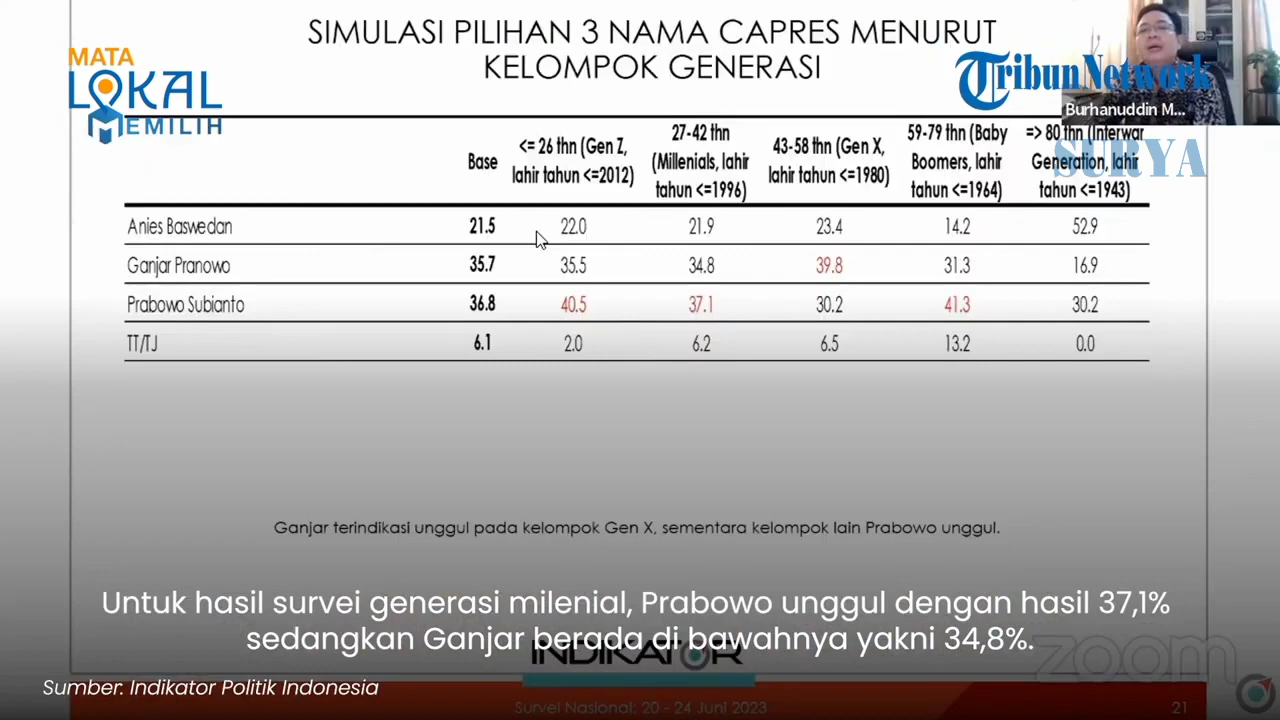 SIMULASI PILIHAN 3 NAMA CAPRES MENURUT
KELOMPOK GENERASI
MATA
LOKAL
MEMILIH
Tribun Network
Burhanuddin M...
SURYA
Base
<= 26 thn (Gen Z,
lahir tahun <=2012)
27-42 thn
(Millenials, lahir
tahun <=1996)
43-58 thn (Gen X,
lahir tahun <=1980)
59-79 thn (Baby
Boomers, lahir
tahun <=1964)
=> 80 thn (Interwar
Generation, lahir
tahun <=1943)
Anies Baswedan 21.5 22.0 21.9 23.4 14.2 52.9
Ganjar Pranowo 35.7 35.5 34.8 39.8 31.3 16.9
Prabowo Subianto 36.8 40.5 37.1 30.2 41.3 30.2
TT/TJ 6.1 2.0 6.2 6.5 13.2 0.0
Ganjar terindikasi unggul pada kelompok Gen X, sementara kelompok lain Prabowo unggul.
Untuk hasil survei generasi milenial, Prabowo unggul dengan hasil 37,1%
sedangkan Ganjar berada di bawahnya yakni 34,8%.
INDIKATOR
zoom
Sumber: Indikator Politik Indonesia
Survei Nasional: 20 - 24 Juni 2023
21